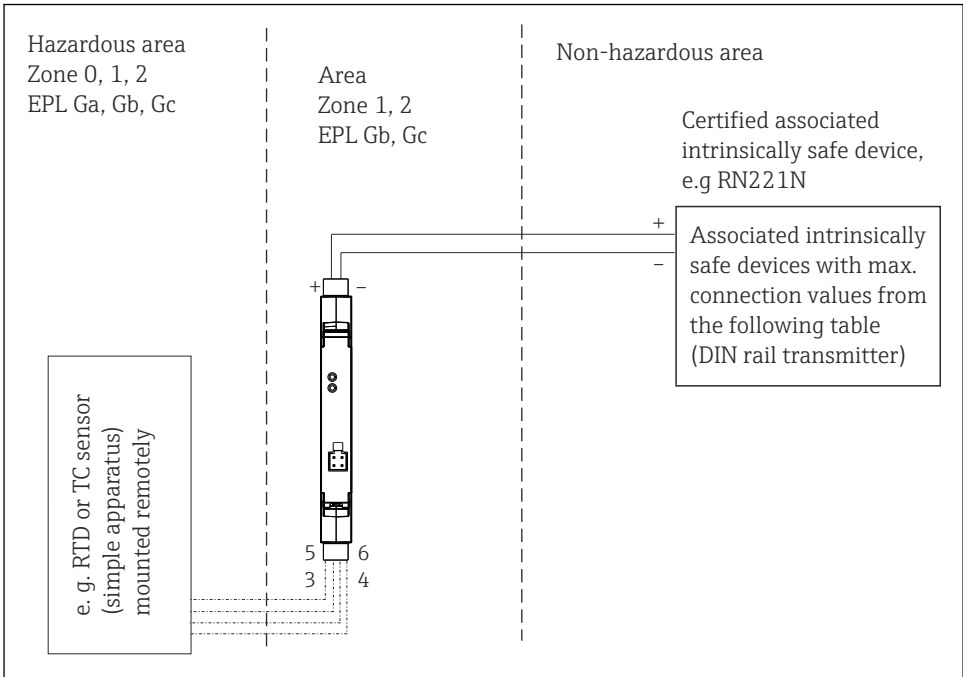 Hazardous area
Zone 0, 1, 2
EPL Ga, Gb, Gc
Area
Zone 1, 2
EPL Gb, Gc
Non-hazardous area
Certified associated
intrinsically safe device,
e.g RN221N
+
−
Associated intrinsically
safe devices with max.
connection values from
the following table
(DIN rail transmitter)
+ −
e. g. RTD or TC sensor
(simple apparatus)
mounted remotely
5 6
3 4